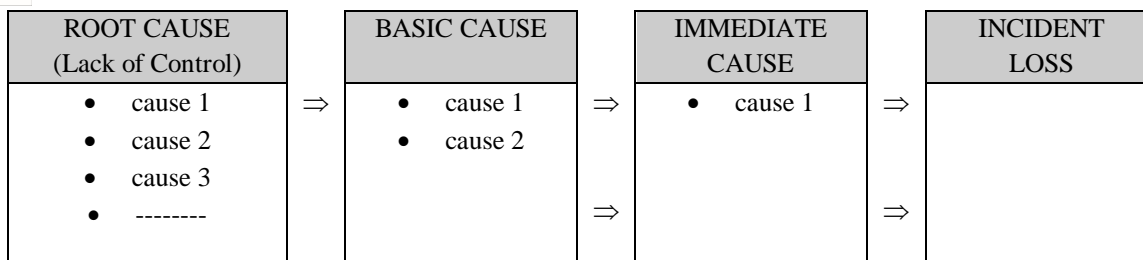 ROOT CAUSE
(Lack of Control)
• cause 1
• cause 2
• cause 3
• --------
⇒
BASIC CAUSE
• cause 1
• cause 2
⇒
⇒
IMMEDIATE
CAUSE
• cause 1
⇒
⇒
INCIDENT
LOSS